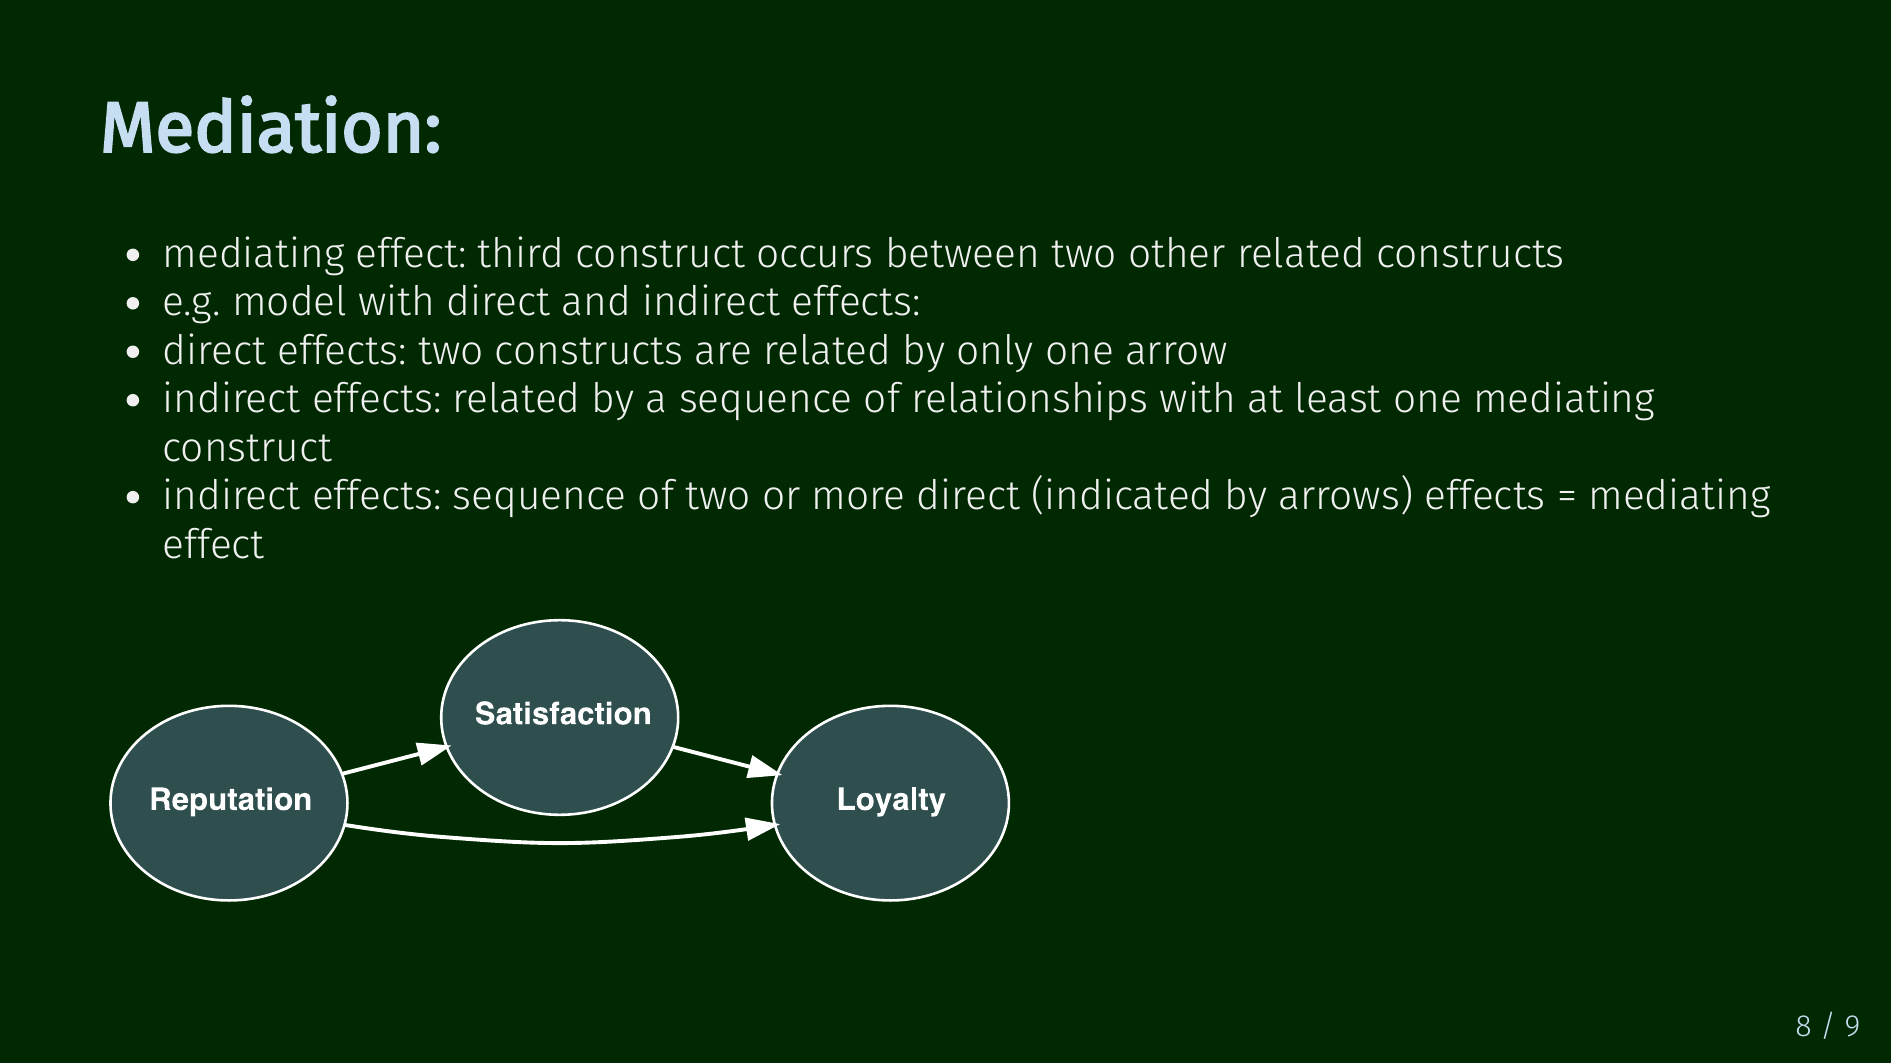 Mediation:
• mediating effect: third construct occurs between two other related constructs
• e.g. model with direct and indirect effects:
• direct effects: two constructs are related by only one arrow
• indirect effects: related by a sequence of relationships with at least one mediating
construct
• indirect effects: sequence of two or more direct (indicated by arrows) effects = mediating
effect
Satisfaction
Reputation
Loyalty
8 / 9